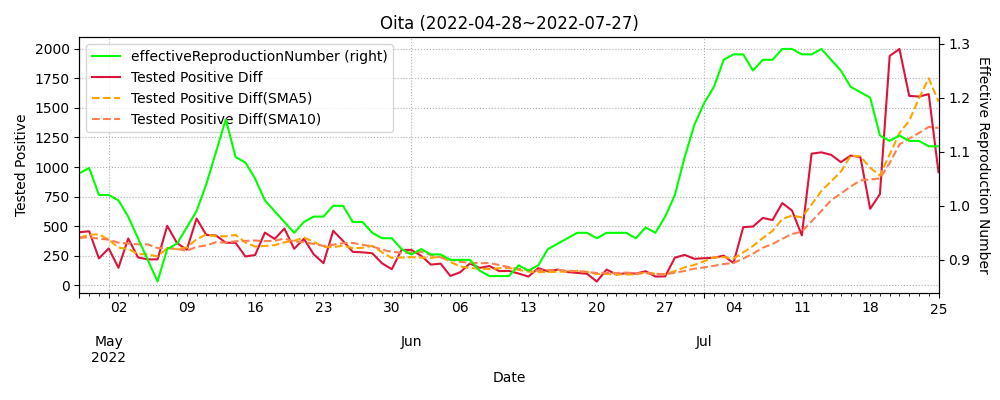 Oita (2022-04-28~2022-07-27)
effectiveReproductionNumber (right)
Tested Positive Diff
Tested Positive Diff(SMA5)
Tested Positive Diff(SMA10)
Tested Positive
2000
1750
1500
1250
1000
750
500
250
0
1.3
1.2
1.1
1.0
0.9
Effective Reproduction Number
02 09 16 23 30 06 13 20 27 04 11 18 25
May Jun Jul
2022
Date